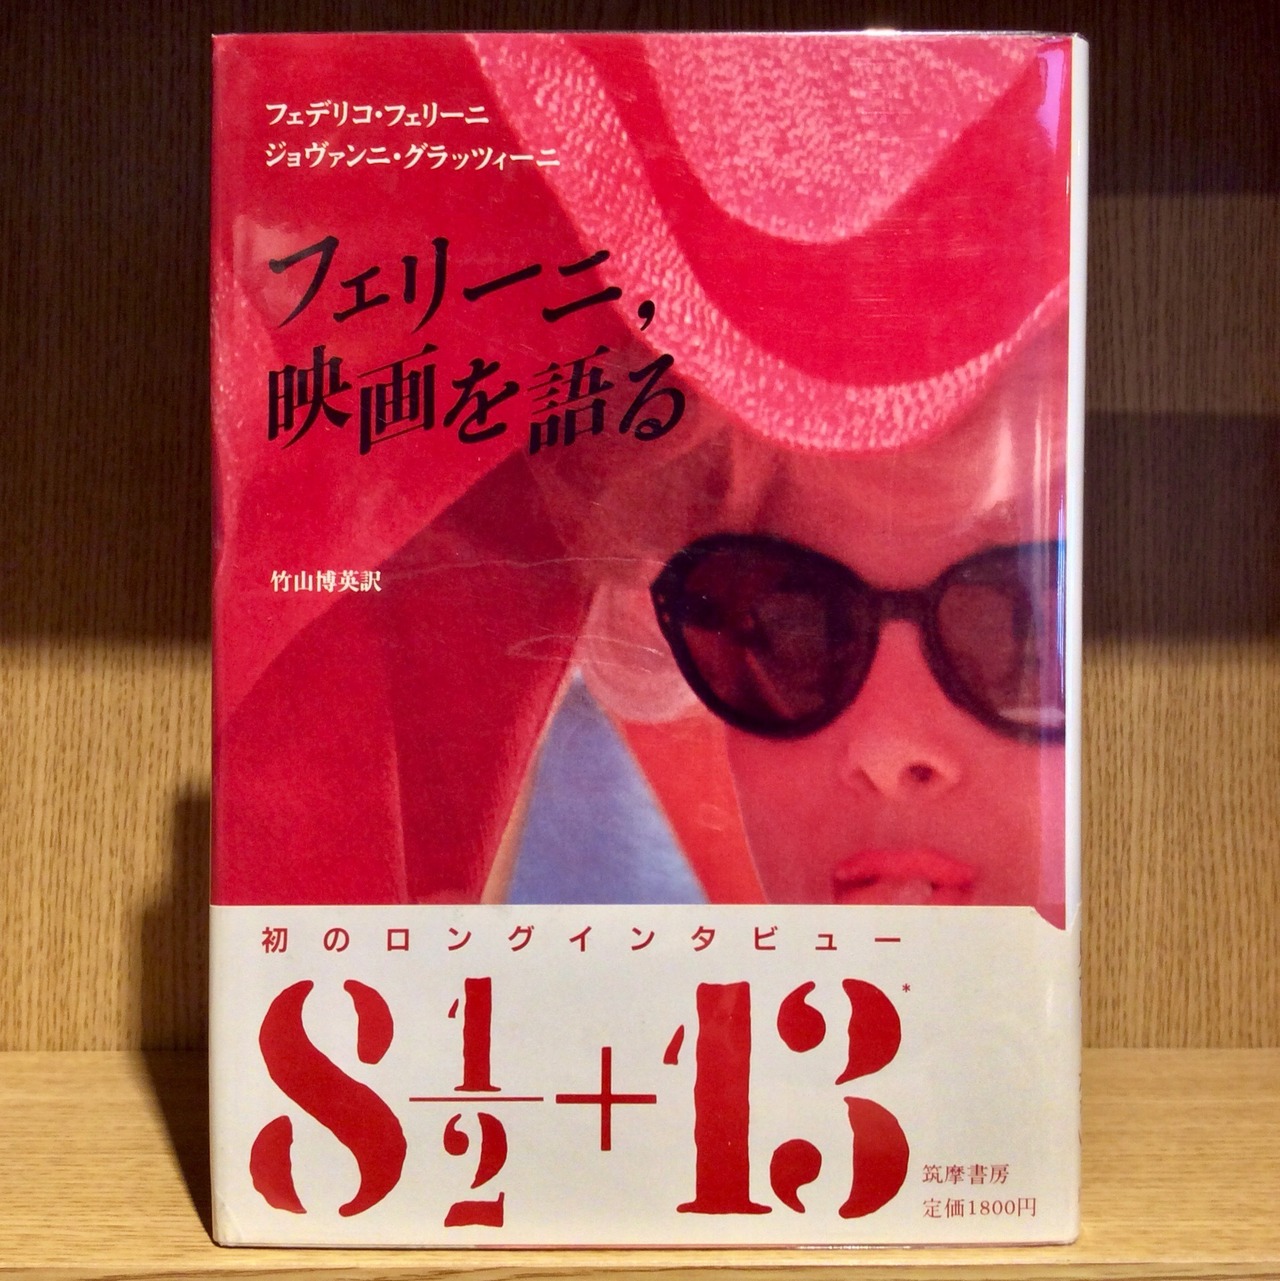 フェデリコ・フェリーニ
ジョヴァンニ・グラッツィーニ
フェリーニ,
映画を語る
竹山博英訳
初のロングインタビュー
8 1/2 + 13*
筑摩書房
定価1800円